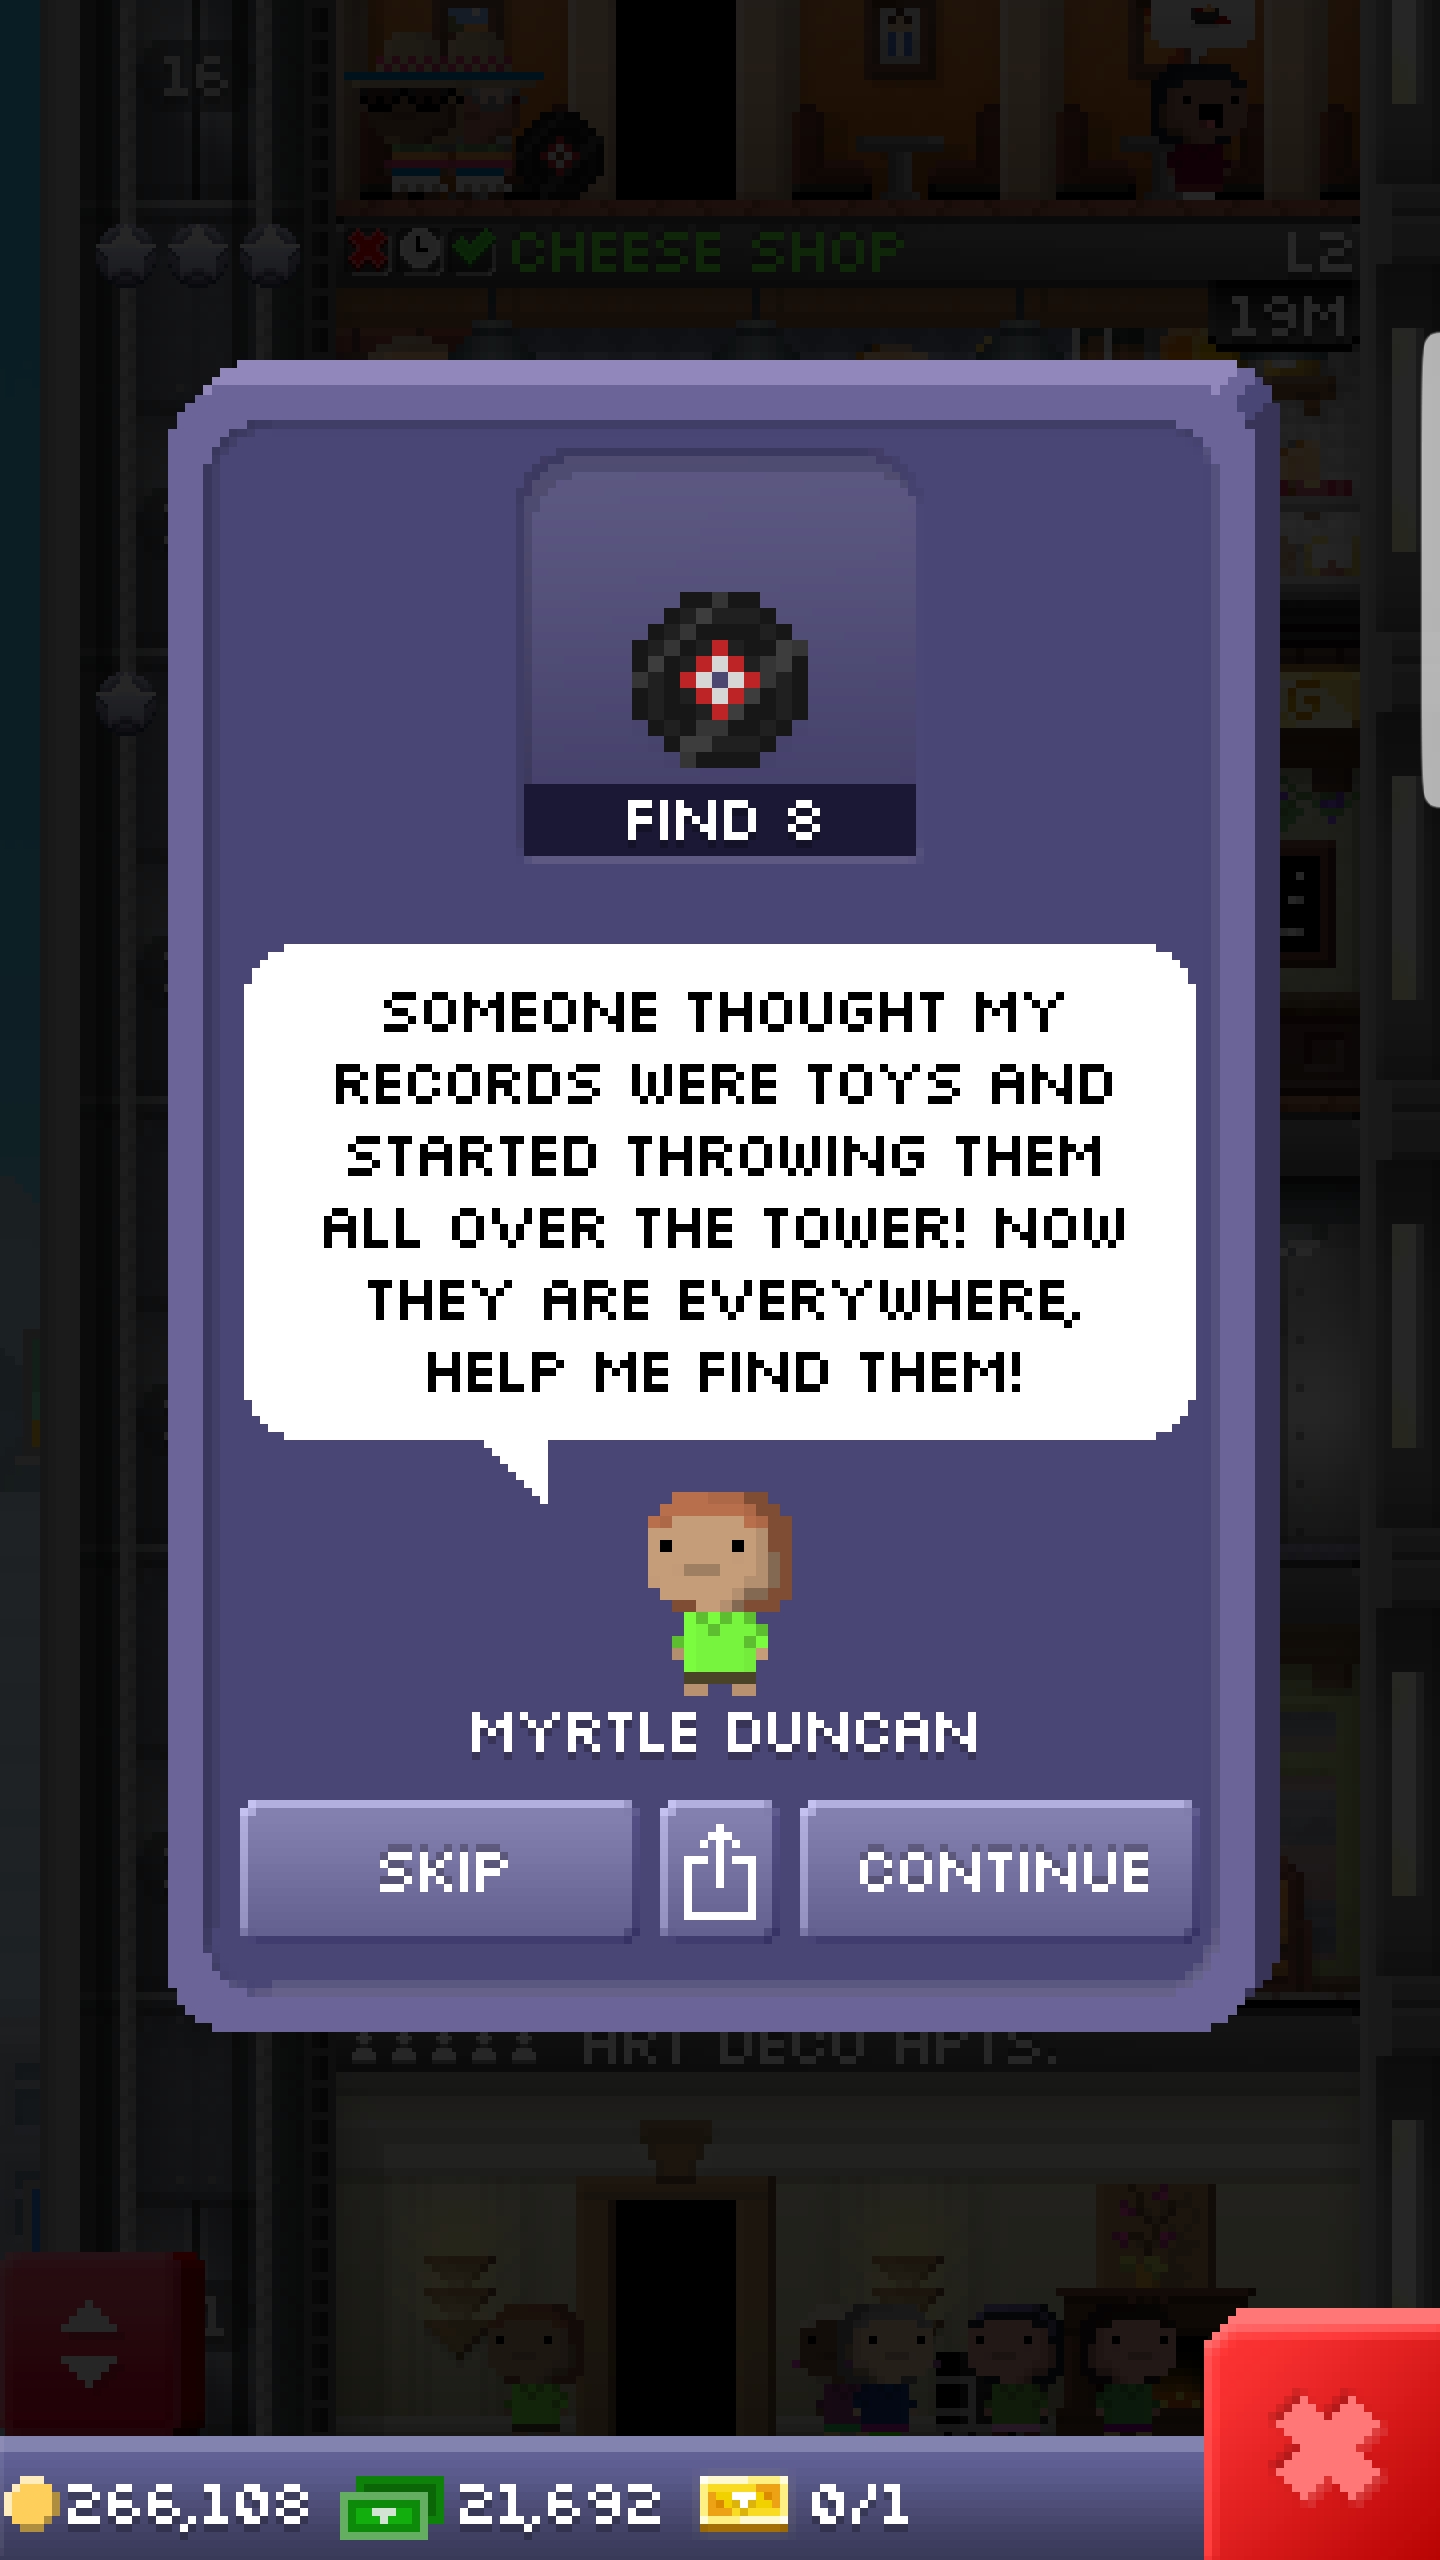 16
CHEESE SHOP L2
19M
G
FIND 8
SOMEONE THOUGHT MY
RECORDS WERE TOYS AND
STARTED THROWING THEM
ALL OVER THE TOWER! NOW
THEY ARE EVERYWHERE,
HELP ME FIND THEM!
MYRTLE DUNCAN
SKIP CONTINUE
ART DECO APTS.
1
266,108 21,692 0/1